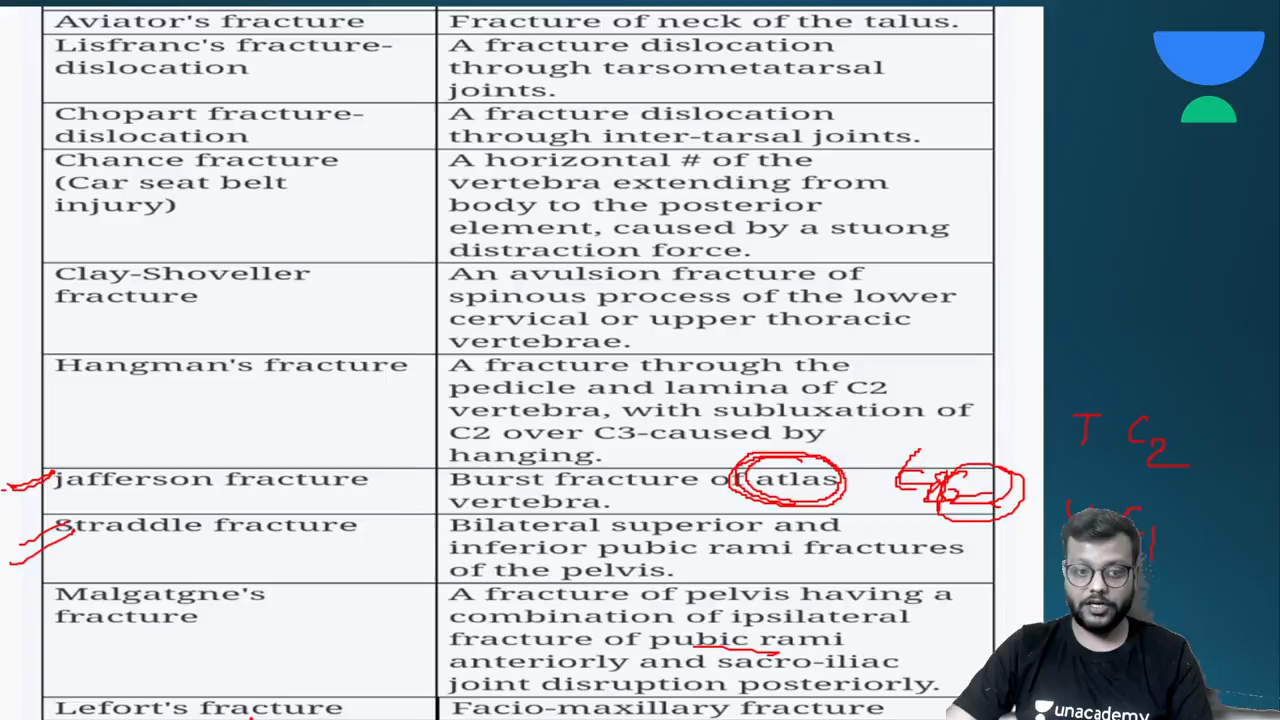 Aviator's fracture
Fracture of neck of the talus.
Lisfranc's fracture-
dislocation
A fracture dislocation
through tarsometatarsal
joints.
Chopart fracture-
dislocation
A fracture dislocation
through inter-tarsal joints.
Chance fracture
(Car seat belt
injury)
A horizontal # of the
vertebra extending from
body to the posterior
element, caused by a stuong
distraction force.
Clay-Shoveller
fracture
An avulsion fracture of
spinous process of the lower
cervical or upper thoracic
vertebrae.
Hangman's fracture
A fracture through the
pedicle and lamina of C2
vertebra, with subluxation of
C2 over C3-caused by
hanging.
jafferson fracture
Burst fracture of atlas
vertebra.
Straddle fracture
Bilateral superior and
inferior pubic rami fractures
of the pelvis.
Malgatgne's
fracture
A fracture of pelvis having a
combination of ipsilateral
fracture of pubic rami
anteriorly and sacro-iliac
joint disruption posteriorly.
Lefort's fracture
Facio-maxillary fracture
T C2
unacademy